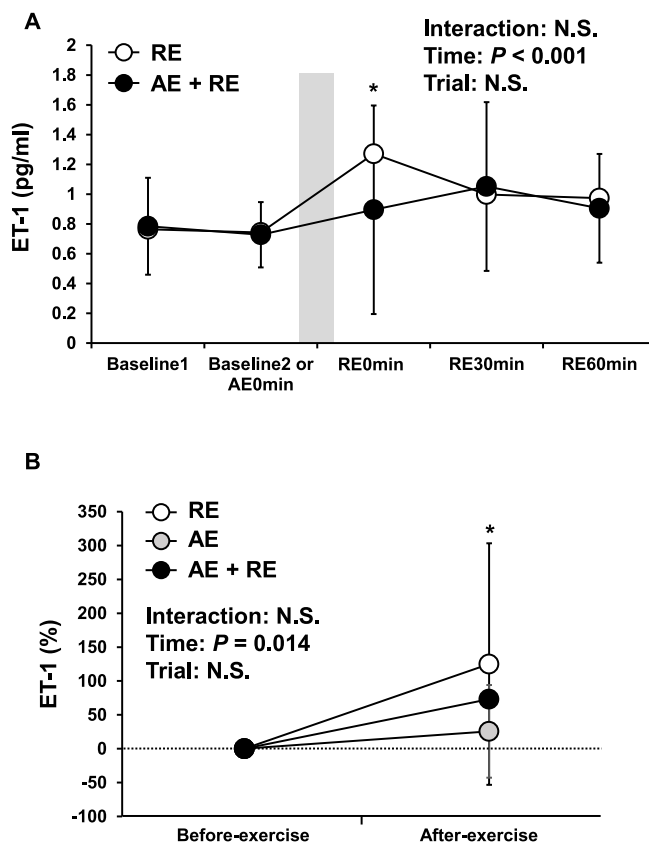 A
Interaction: N.S.
Time: P < 0.001
Trial: N.S.
RE
AE + RE
*
ET-1 (pg/ml)
2
1.8
1.6
1.4
1.2
1
0.8
0.6
0.4
0.2
0
Baseline1
Baseline2 or
AE0min
RE0min
RE30min
RE60min
B
RE
AE
AE + RE
*
Interaction: N.S.
Time: P = 0.014
Trial: N.S.
ET-1 (%)
350
300
250
200
150
100
50
0
-50
-100
Before-exercise
After-exercise